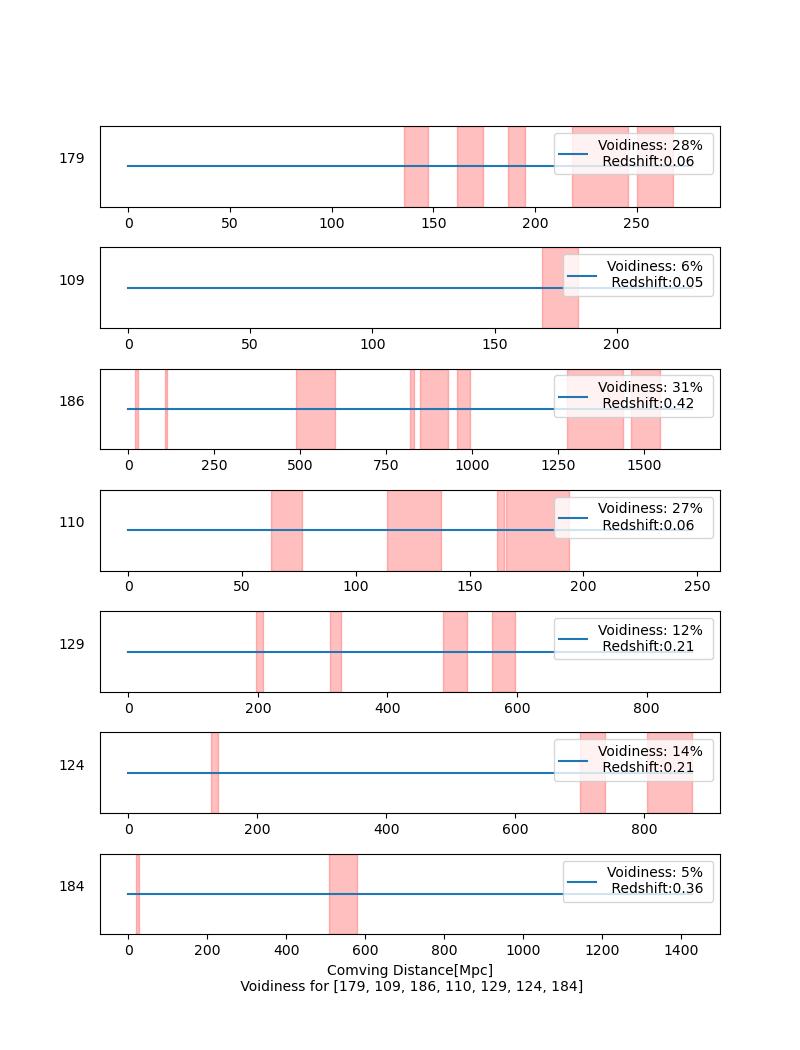 179
Voidiness: 28%
Redshift:0.06
0 50 100 150 200 250
109
Voidiness: 6%
Redshift:0.05
0 50 100 150 200
186
Voidiness: 31%
Redshift:0.42
0 250 500 750 1000 1250 1500
110
Voidiness: 27%
Redshift:0.06
0 50 100 150 200 250
129
Voidiness: 12%
Redshift:0.21
0 200 400 600 800
124
Voidiness: 14%
Redshift:0.21
0 200 400 600 800
184
Voidiness: 5%
Redshift:0.36
0 200 400 600 800 1000 1200 1400
Comving Distance[Mpc]
Voidiness for [179, 109, 186, 110, 129, 124, 184]